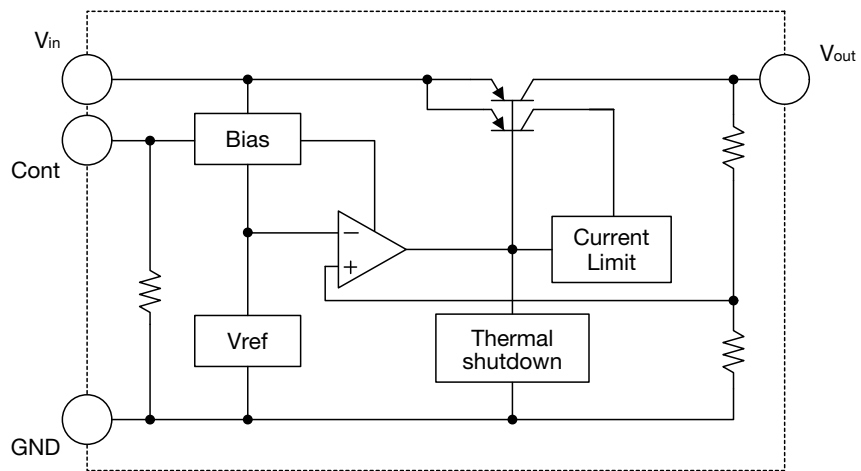 Vin
Vout
Cont
Bias
−
+
Current
Limit
Vref
Thermal
shutdown
GND